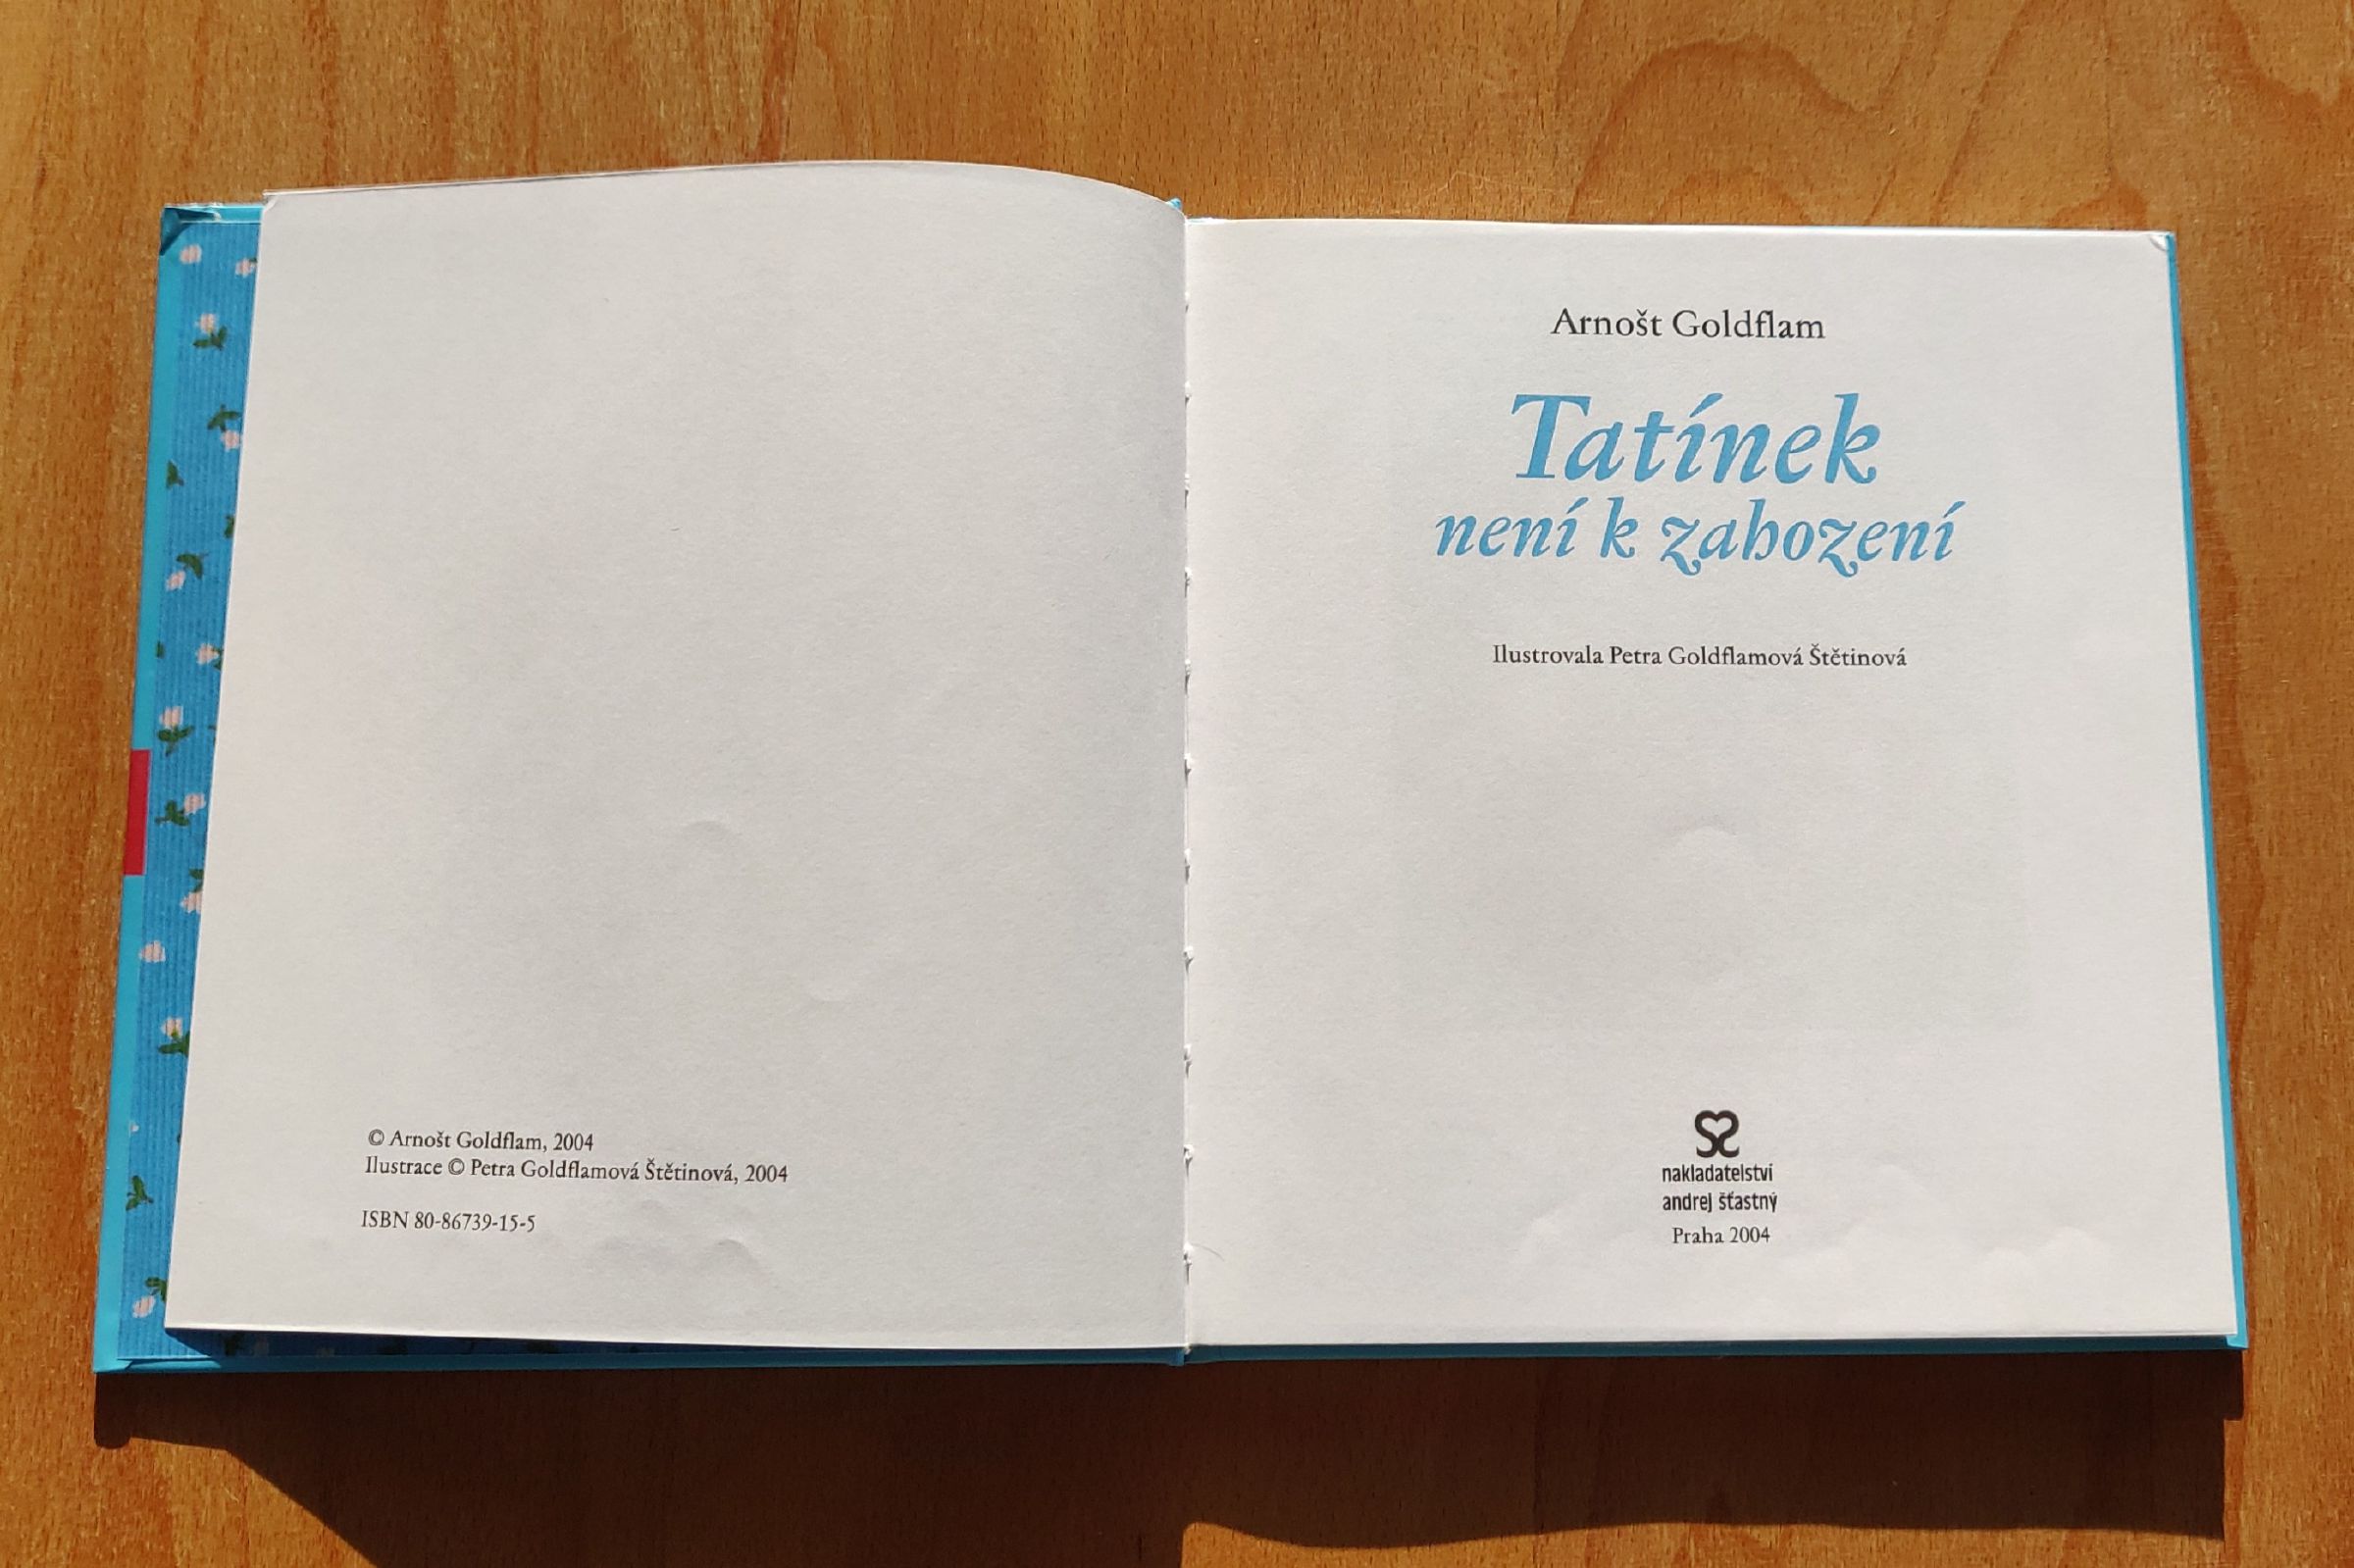 © Arnošt Goldflam, 2004
Ilustrace © Petra Goldflamová Štětinová, 2004
ISBN 80-86739-15-5
Arnošt Goldflam
Tatínek
není k zahození
Ilustrovala Petra Goldflamová Štětinová
nakladatelství
andrej šťastný
Praha 2004